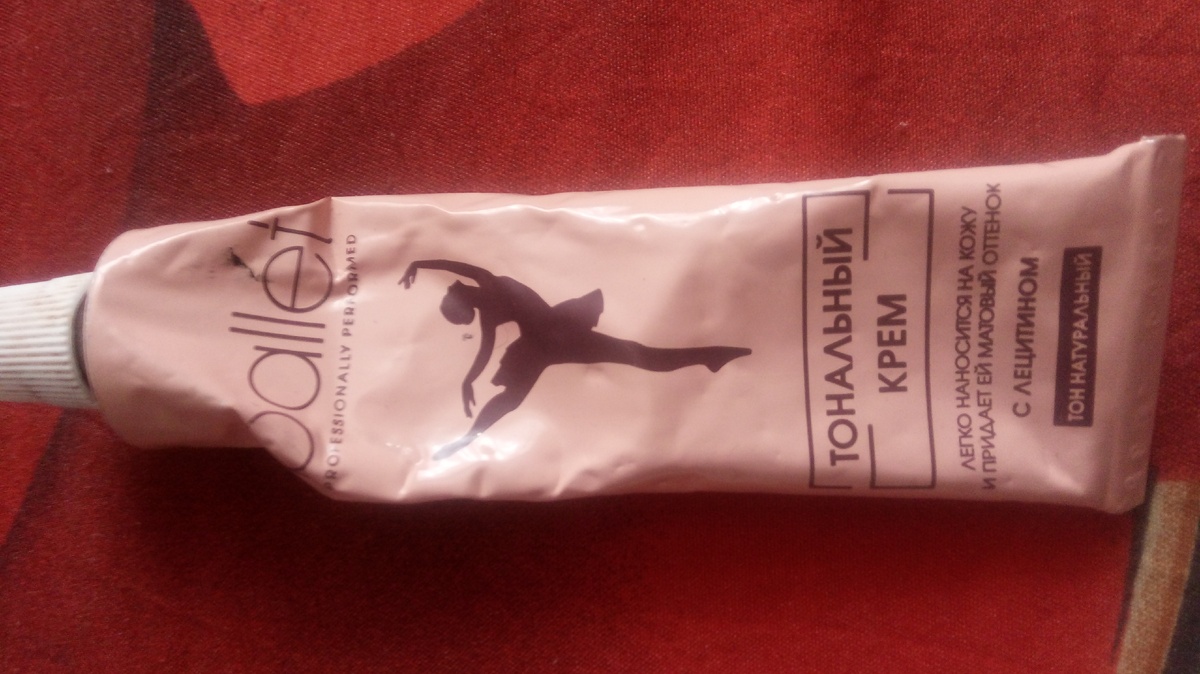 ballet
PROFESSIONALLY PERFORMED
ТОНАЛЬНЫЙ
КРЕМ
ЛЕГКО НАНОСИТСЯ НА КОЖУ
И ПРИДАЕТ ЕЙ МАТОВЫЙ ОТТЕНОК
С ЛЕЦИТИНОМ
ТОН НАТУРАЛЬНЫЙ